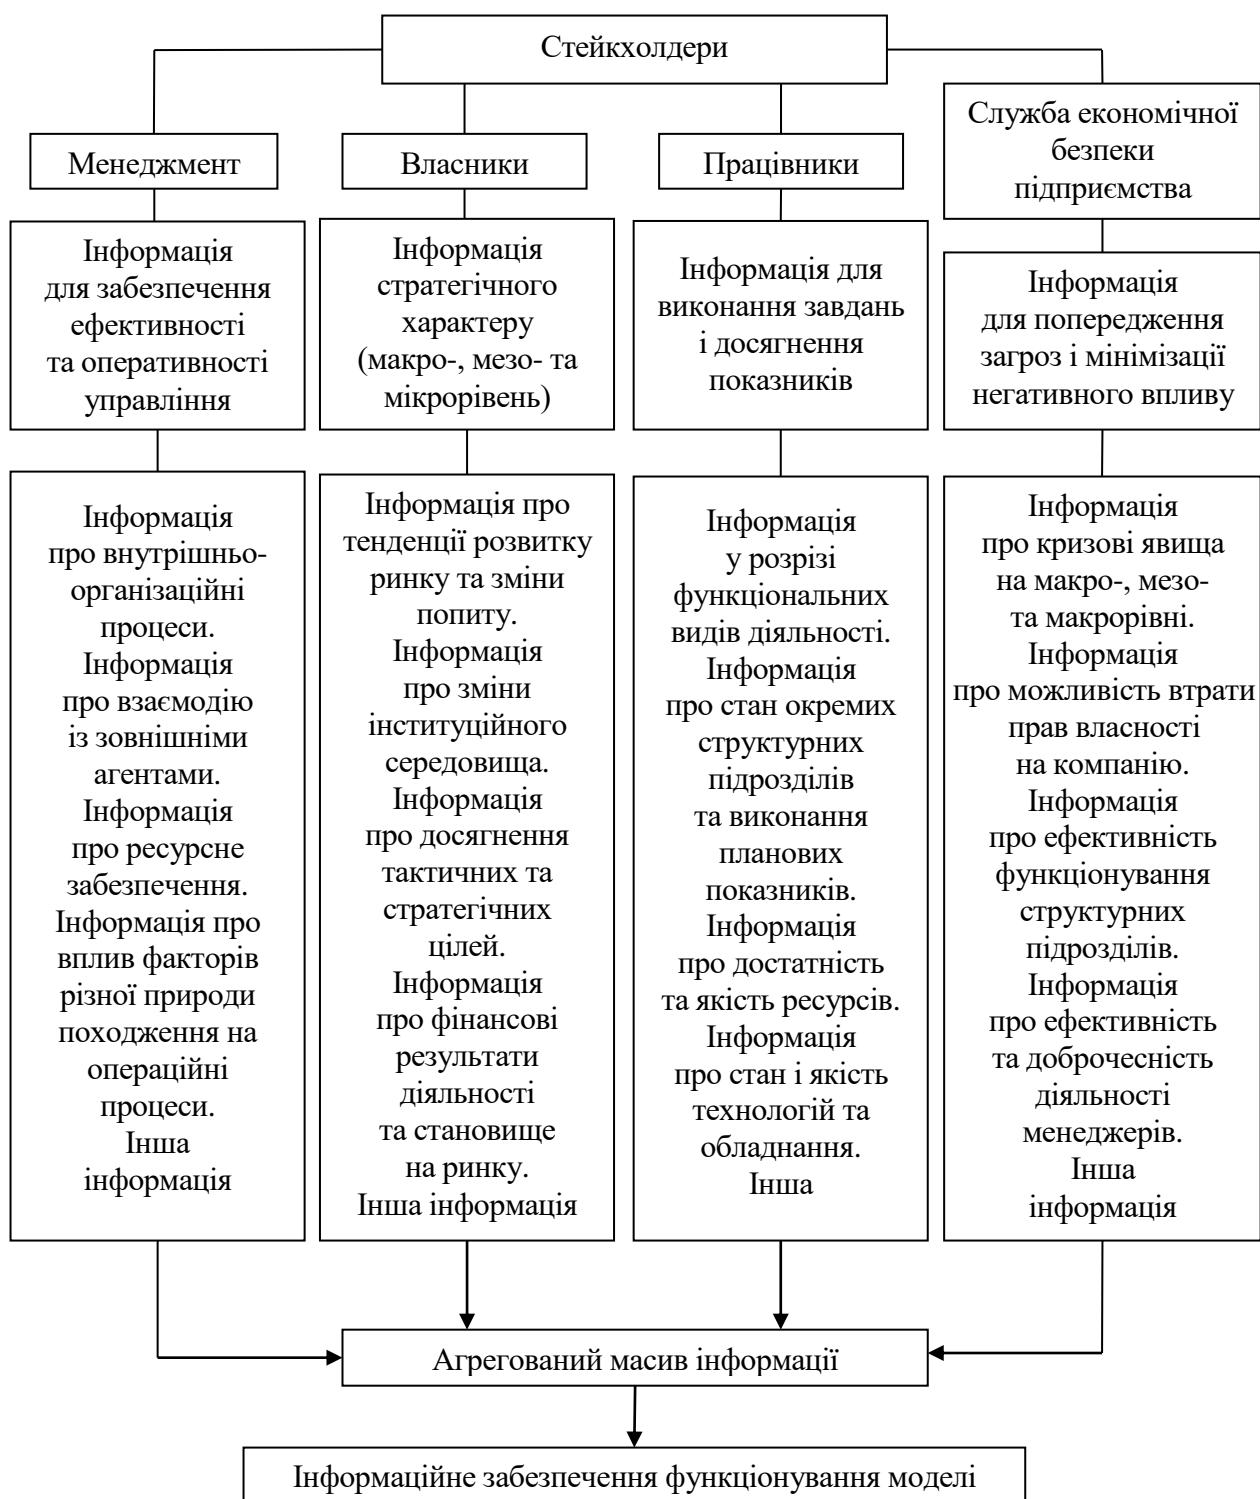 Стейкхолдери
Менеджмент
Власники
Працівники
Служба економічної
безпеки
підприємства
Інформація
для забезпечення
ефективності
та оперативності
управління
Інформація
стратегічного
характеру
(макро-, мезо- та
мікрорівень)
Інформація для
виконання завдань
і досягнення
показників
Інформація
для попередження
загроз і мінімізації
негативного впливу
Інформація
про внутрішньо-
організаційні
процеси.
Інформація
про взаємодію
із зовнішніми
агентами.
Інформація
про ресурсне
забезпечення.
Інформація про
вплив факторів
різної природи
походження на
операційні
процеси.
Інша
інформація
Інформація про
тенденції розвитку
ринку та зміни
попиту.
Інформація
про зміни
інституційного
середовища.
Інформація
про досягнення
тактичних та
стратегічних
цілей.
Інформація
про фінансові
результати
діяльності
та становище
на ринку.
Інша інформація
Інформація
у розрізі
функціональних
видів діяльності.
Інформація
про стан окремих
структурних
підрозділів
та виконання
планових
показників.
Інформація
про достатність
та якість ресурсів.
Інформація
про стан і якість
технологій та
обладнання.
Інша
Інформація
про кризові явища
на макро-, мезо-
та макрорівні.
Інформація
про можливість втрати
прав власності
на компанію.
Інформація
про ефективність
функціонування
структурних
підрозділів.
Інформація
про ефективність
та доброчесність
діяльності
менеджерів.
Інша
інформація
Агрегований масив інформації
Інформаційне забезпечення функціонування моделі